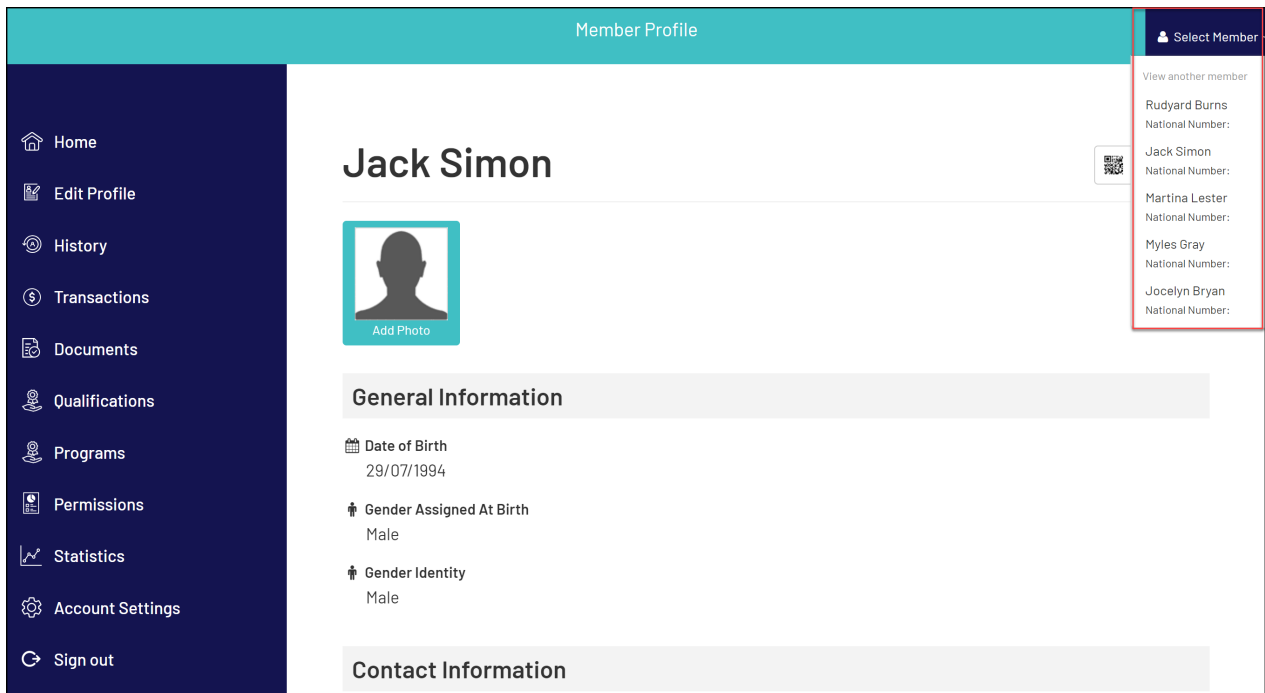 Member Profile
Select Member
View another member
Rudyard Burns
National Number:
Jack Simon
National Number:
Martina Lester
National Number:
Myles Gray
National Number:
Jocelyn Bryan
National Number:
Home
Edit Profile
History
Transactions
Documents
Qualifications
Programs
Permissions
Statistics
Account Settings
Sign out
Jack Simon
Add Photo
General Information
Date of Birth
29/07/1994
Gender Assigned At Birth
Male
Gender Identity
Male
Contact Information